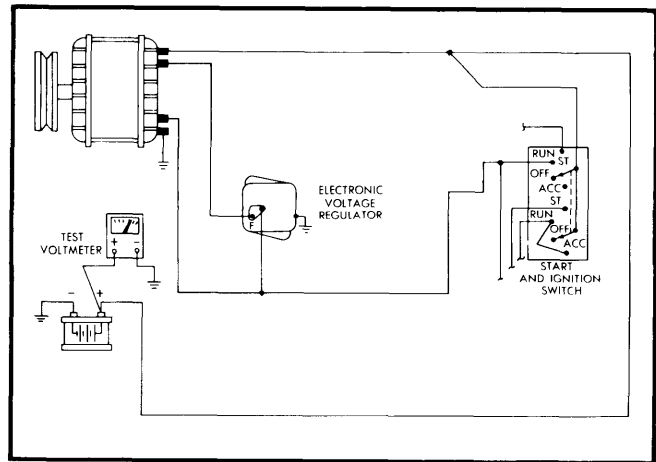 RUN
ST
OFF
ACC
ST
RUN
OFF
ACC
START
AND IGNITION
SWITCH
ELECTRONIC
VOLTAGE
REGULATOR
F
TEST
VOLTMETER
+ −
− +